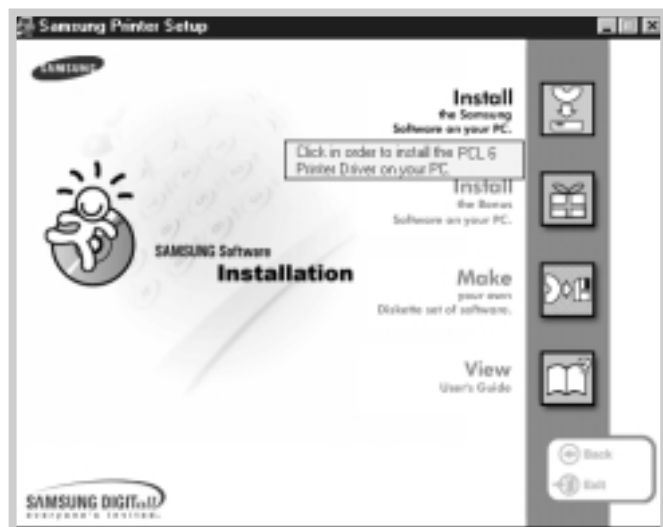 Samsung Printer Setup
SAMSUNG
Install
the Samsung
Software on your PC.
Click in order to install the PCL 6
Printer Driver on your PC.
Install
the Bonus
Software on your PC.
SAMSUNG Software
Installation
Make
your own
Diskette set of software.
View
User's Guide
Back
Exit
SAMSUNG DIGITall
everyone's invited.